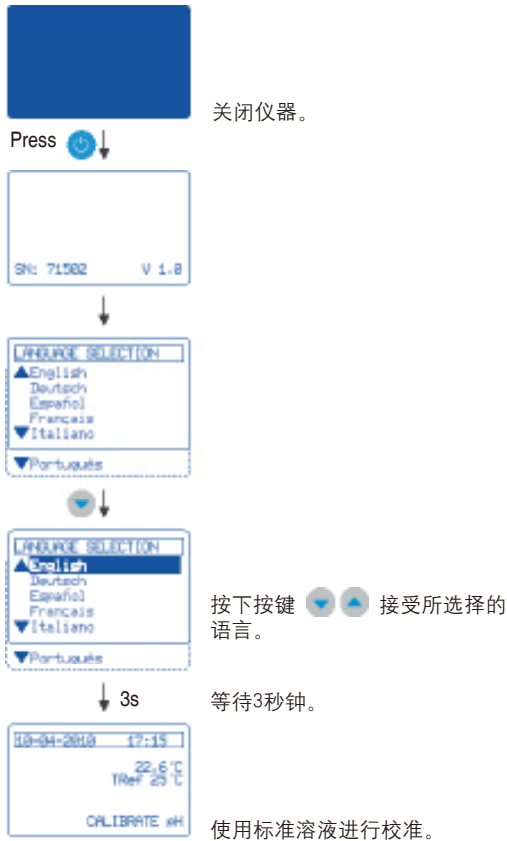 关闭仪器。
Press
SN: 71502 V 1.0
LANGUAGE SELECTION
English
Deutsch
Español
Français
Italiano
Português
LANGUAGE SELECTION
English
Deutsch
Español
Français
Italiano
Português
按下按键 接受所选择的
语言。
3s 等待3秒钟。
10-04-2010 17:15
22.6℃
TRef 25℃
CALIBRATE pH
使用标准溶液进行校准。